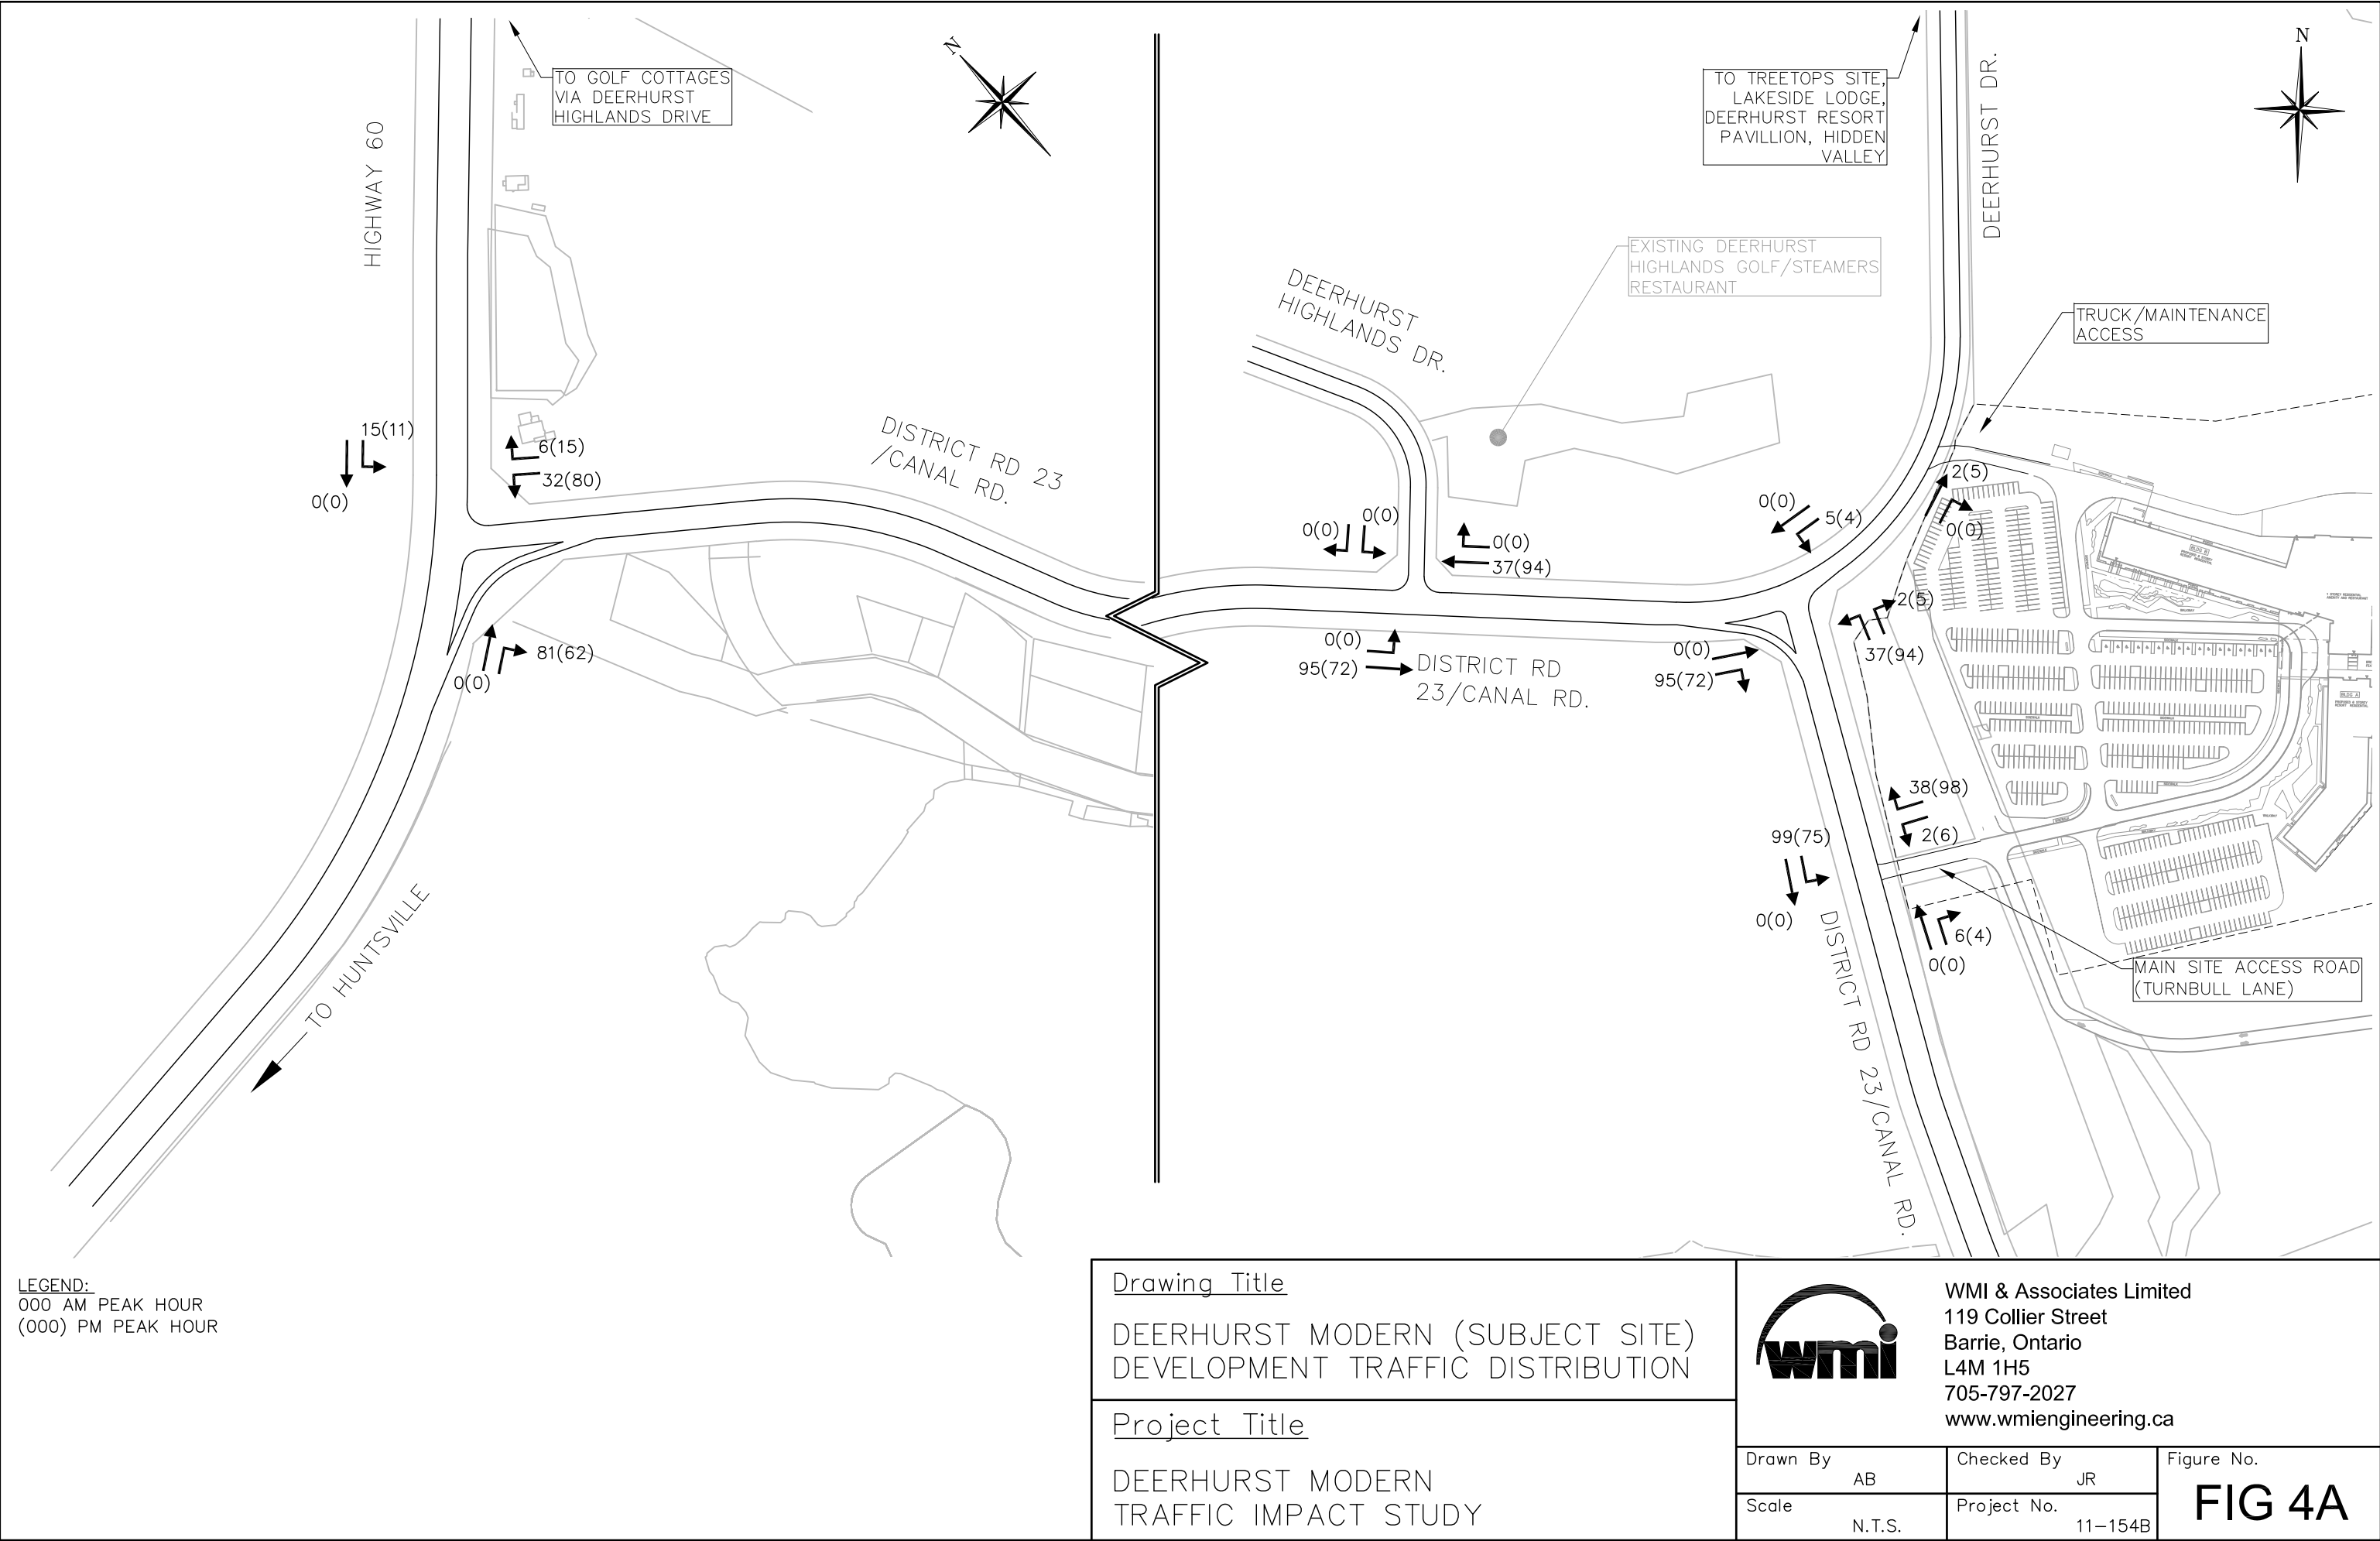 N
TO GOLF COTTAGES
VIA DEERHURST
HIGHLANDS DRIVE
HIGHWAY 60
15(11)
0(0)
6(15)
32(80)
DISTRICT RD 23
/CANAL RD.
0(0)
81(62)
TO HUNTSVILLE
N
TO TREETOPS SITE,
LAKESIDE LODGE,
DEERHURST RESORT
PAVILLION, HIDDEN
VALLEY
DEERHURST DR.
EXISTING DEERHURST
HIGHLANDS GOLF/STEAMERS
RESTAURANT
DEERHURST
HIGHLANDS DR.
TRUCK/MAINTENANCE
ACCESS
0(0)
0(0)
0(0)
37(94)
0(0)
95(72)
DISTRICT RD
23/CANAL RD.
0(0)
5(4)
2(5)
0(0)
2(5)
37(94)
0(0)
95(72)
38(98)
2(6)
99(75)
0(0)
6(4)
0(0)
DISTRICT RD 23/CANAL RD.
MAIN SITE ACCESS ROAD
(TURNBULL LANE)
BLDG B
BLDG A
LEGEND:
000 AM PEAK HOUR
(000) PM PEAK HOUR
Drawing Title
DEERHURST MODERN (SUBJECT SITE)
DEVELOPMENT TRAFFIC DISTRIBUTION
Project Title
DEERHURST MODERN
TRAFFIC IMPACT STUDY
wmi
WMI & Associates Limited
119 Collier Street
Barrie, Ontario
L4M 1H5
705-797-2027
www.wmiengineering.ca
Drawn By
AB
Checked By
JR
Scale
N.T.S.
Project No.
11-154B
Figure No.
FIG 4A